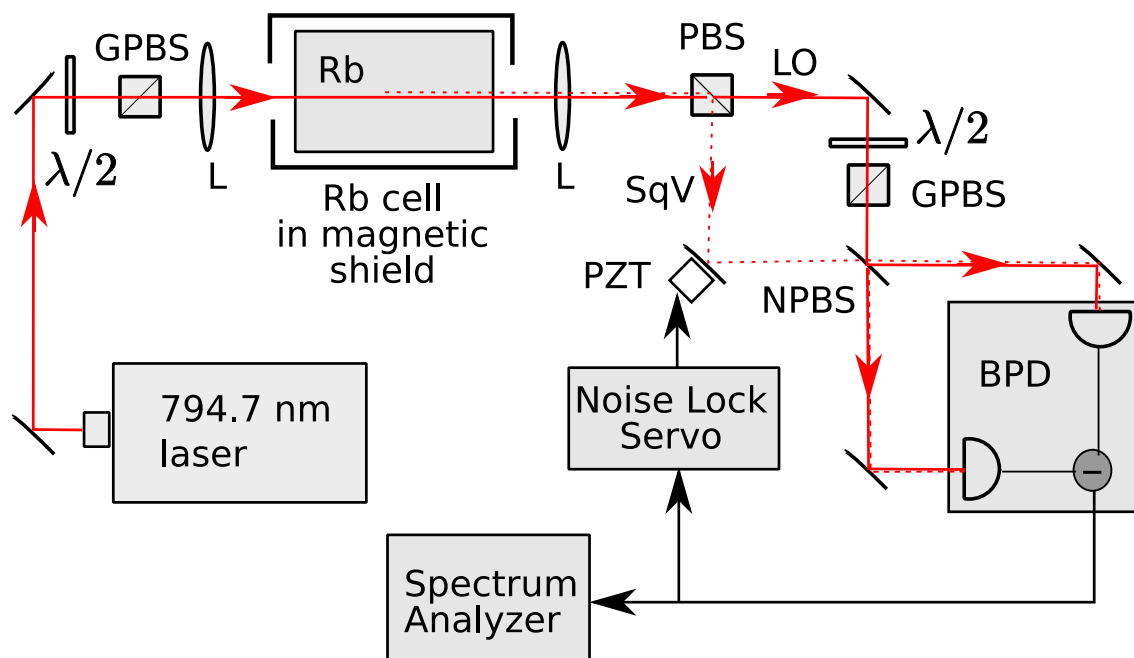 GPBS
PBS
LO
Rb
λ/2
L
L
λ/2
SqV
GPBS
Rb cell
in magnetic
shield
PZT
NPBS
BPD
794.7 nm
laser
Noise Lock
Servo
−
Spectrum
Analyzer